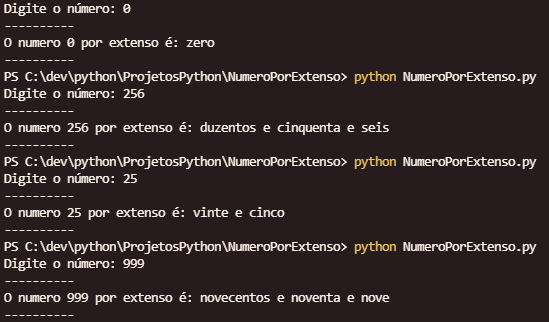 Digite o número: 0
----------
O numero 0 por extenso é: zero
----------
PS C:\dev\python\ProjetosPython\NumeroPorExtenso> python NumeroPorExtenso.py
Digite o número: 256
----------
O numero 256 por extenso é: duzentos e cinquenta e seis
----------
PS C:\dev\python\ProjetosPython\NumeroPorExtenso> python NumeroPorExtenso.py
Digite o número: 25
----------
O numero 25 por extenso é: vinte e cinco
----------
PS C:\dev\python\ProjetosPython\NumeroPorExtenso> python NumeroPorExtenso.py
Digite o número: 999
----------
O numero 999 por extenso é: novecentos e noventa e nove
----------